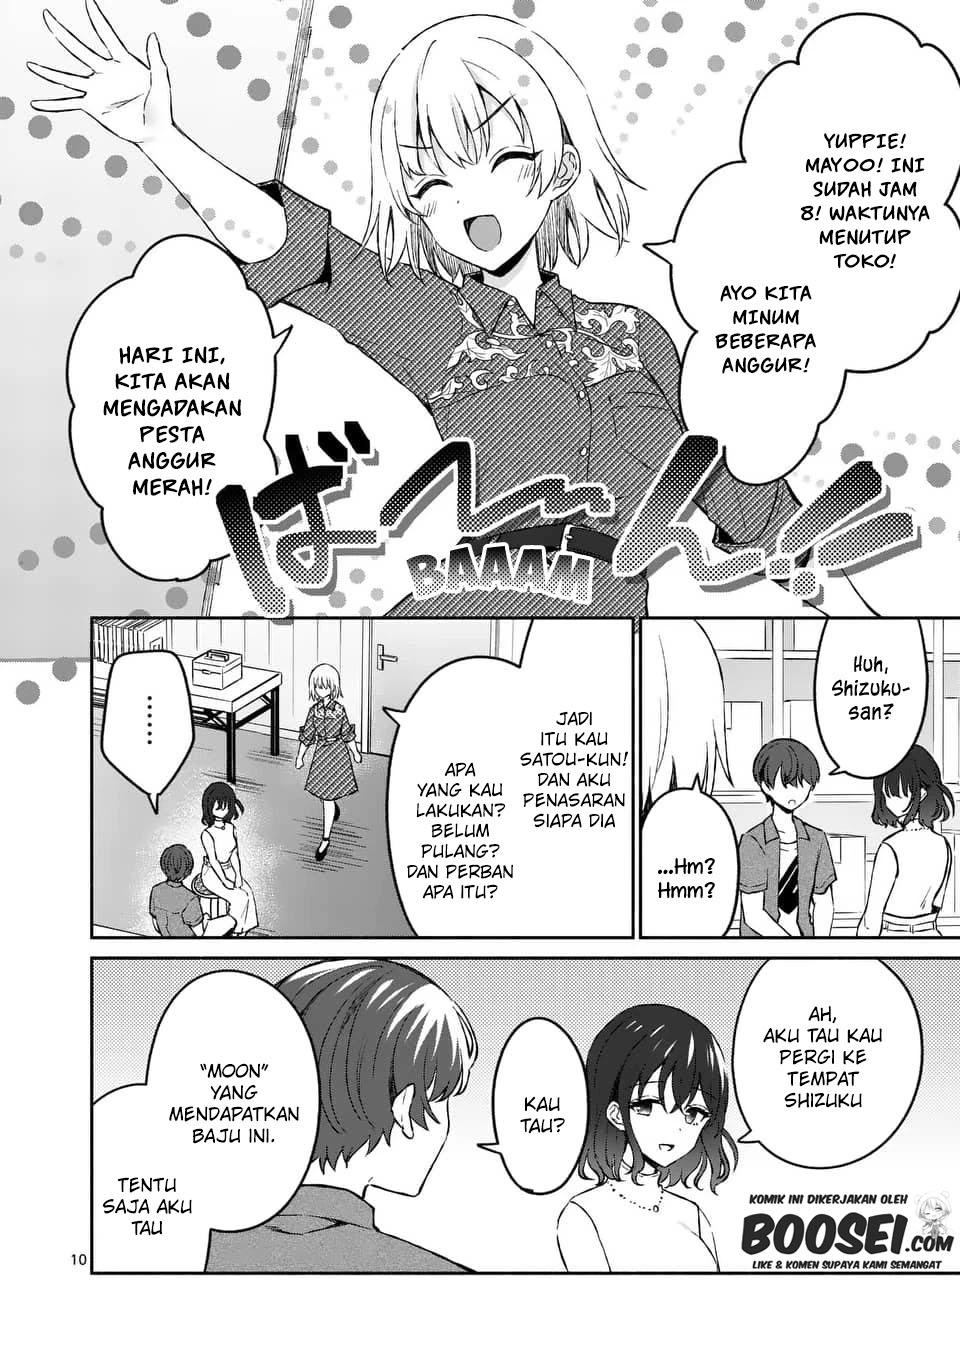 YUPPIE!
MAYOO! INI
SUDAH JAM
8! WAKTUNYA
MENUTUP
TOKO!
AYO KITA
MINUM
BEBERAPA
ANGGUR!
HARI INI,
KITA AKAN
MENGADAKAN
PESTA
ANGGUR
MERAH!
ば〜〜ん!!
BAAAAH
Huh,
Shizuku-
san?
...Hm?
Hmm?
JADI
ITU KAU
SATOU-KUN!
DAN AKU
PENASARAN
SIAPA DIA
APA
YANG KAU
LAKUKAN?
BELUM
PULANG?
DAN PERBAN
APA ITU?
......
AH,
AKU TAU KAU
PERGI KE
TEMPAT
SHIZUKU
KAU
TAU?
“MOON”
YANG
MENDAPATKAN
BAJU INI.
TENTU
SAJA AKU
TAU
KOMIK INI DIKERJAKAN OLEH
BOOSEI.COM
LIKE & KOMEN SUPAYA KAMI SEMANGAT
10